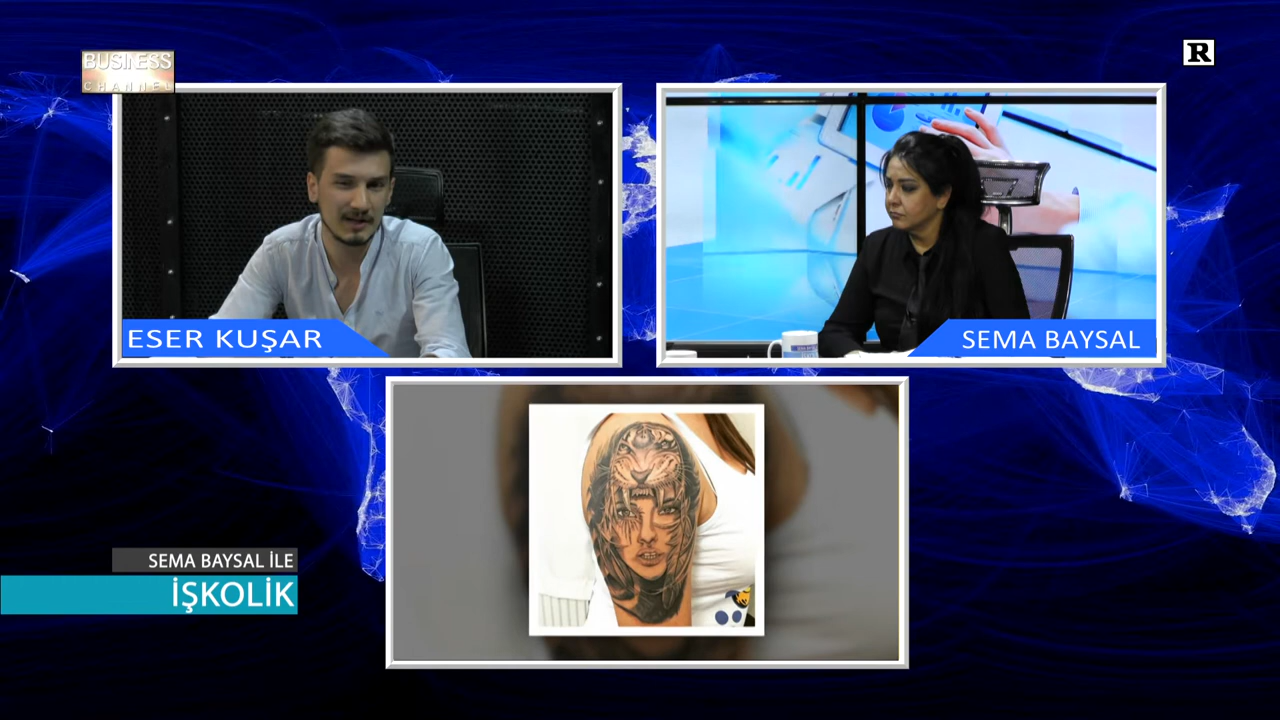 BUSINESS
CHANNEL
R
ESER KUŞAR
SEMA BAYSAL
SEMA BAYSAL İLE
İŞKOLİK